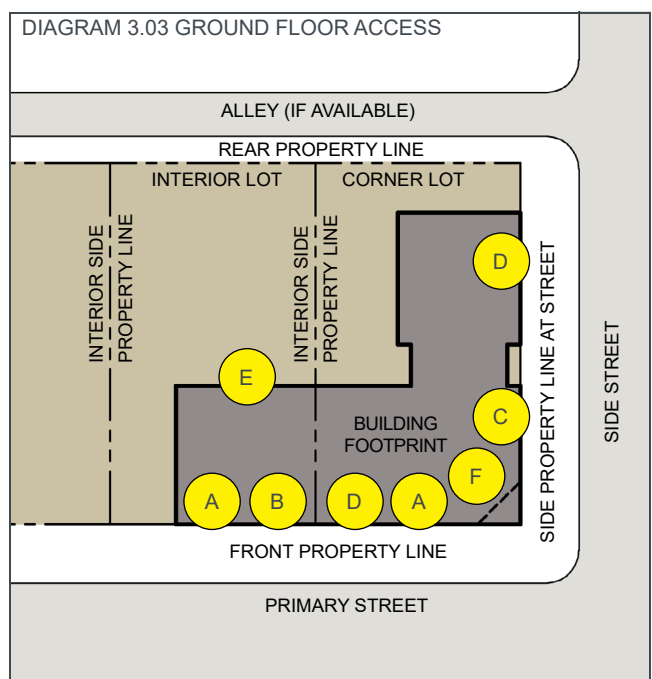 DIAGRAM 3.03 GROUND FLOOR ACCESS
ALLEY (IF AVAILABLE)
REAR PROPERTY LINE
INTERIOR LOT
CORNER LOT
INTERIOR SIDE
PROPERTY LINE
INTERIOR SIDE
PROPERTY LINE
D
SIDE PROPERTY LINE AT STREET
SIDE STREET
E
C
BUILDING
FOOTPRINT
F
A
B
D
A
FRONT PROPERTY LINE
PRIMARY STREET